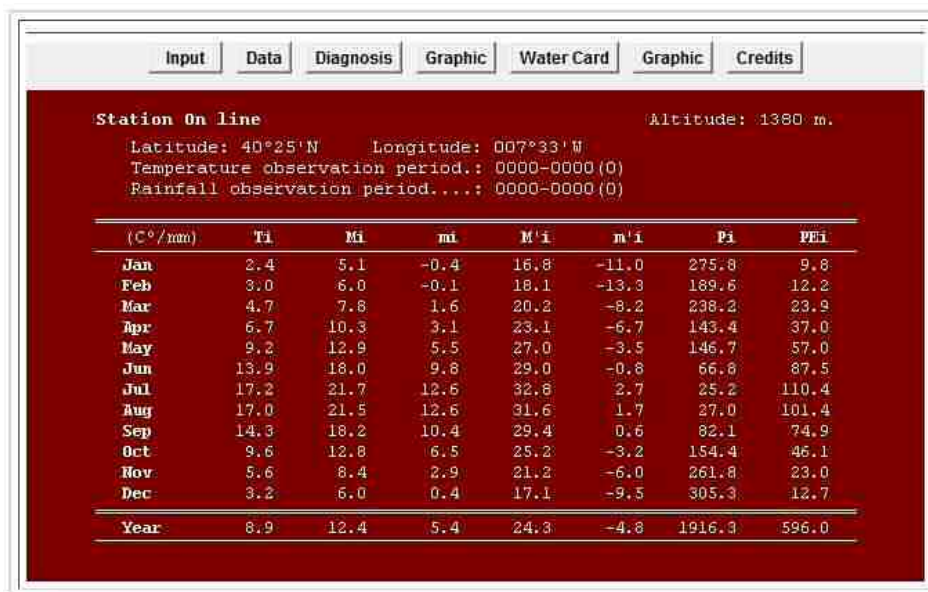 Input Data Diagnosis Graphic Water Card Graphic Credits
Station On line Altitude: 1380 m.
Latitude: 40°25'N Longitude: 007°33'W
Temperature observation period.: 0000-0000(0)
Rainfall observation period....: 0000-0000(0)
(Cº/mm) Ti Mi mi M'i m'i Pi PEi
Jan 2.4 5.1 -0.4 16.8 -11.0 275.8 9.8
Feb 3.0 6.0 -0.1 18.1 -13.3 189.6 12.2
Mar 4.7 7.8 1.6 20.2 -8.2 238.2 23.9
Apr 6.7 10.3 3.1 23.1 -6.7 143.4 37.0
May 9.2 12.9 5.5 27.0 -3.5 146.7 57.0
Jun 13.9 18.0 9.8 29.0 -0.8 66.8 87.5
Jul 17.2 21.7 12.6 32.8 2.7 25.2 110.4
Aug 17.0 21.5 12.6 31.6 1.7 27.0 101.4
Sep 14.3 18.2 10.4 29.4 0.6 82.1 74.9
Oct 9.6 12.8 6.5 25.2 -3.2 154.4 46.1
Nov 5.6 8.4 2.9 21.2 -6.0 261.8 23.0
Dec 3.2 6.0 0.4 17.1 -9.5 305.3 12.7
Year 8.9 12.4 5.4 24.3 -4.8 1916.3 596.0